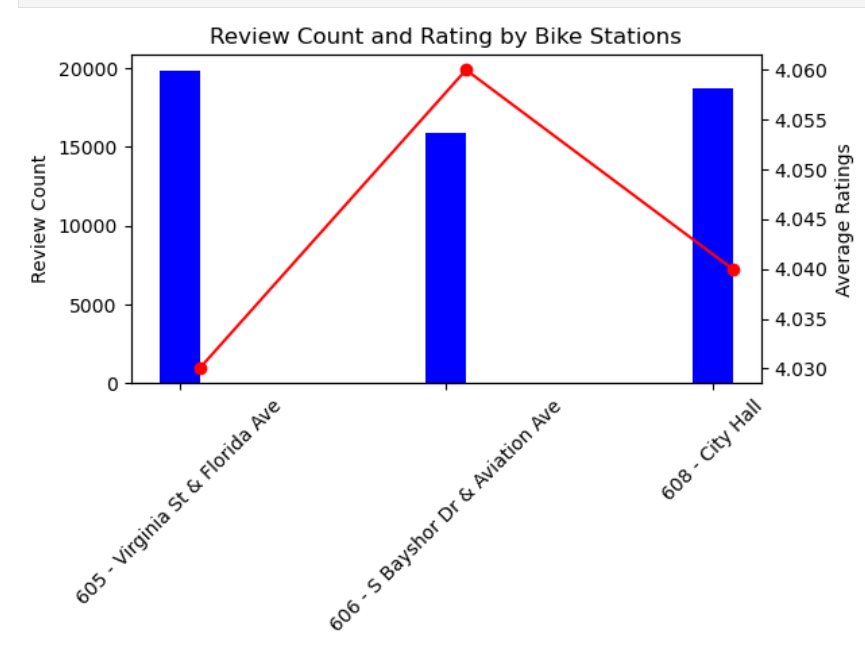 Review Count and Rating by Bike Stations
Review Count
20000
15000
10000
5000
0
4.060
4.055
4.050
4.045
4.040
4.035
4.030
Average Ratings
605 - Virginia St & Florida Ave
606 - S Bayshor Dr & Aviation Ave
608 - City Hall